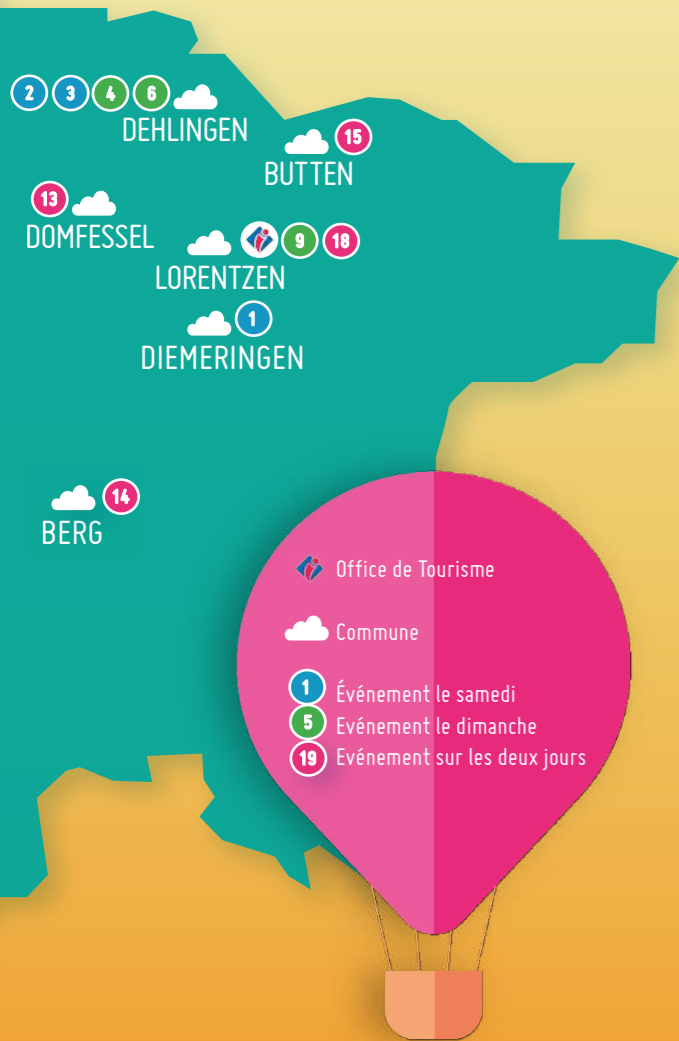 2 3 4 6
DEHLINGEN
15
BUTTEN
13
DOMFESSEL
9 18
LORENTZEN
1
DIEMERINGEN
14
BERG
Office de Tourisme
Commune
1 Événement le samedi
5 Evénement le dimanche
19 Evénement sur les deux jours